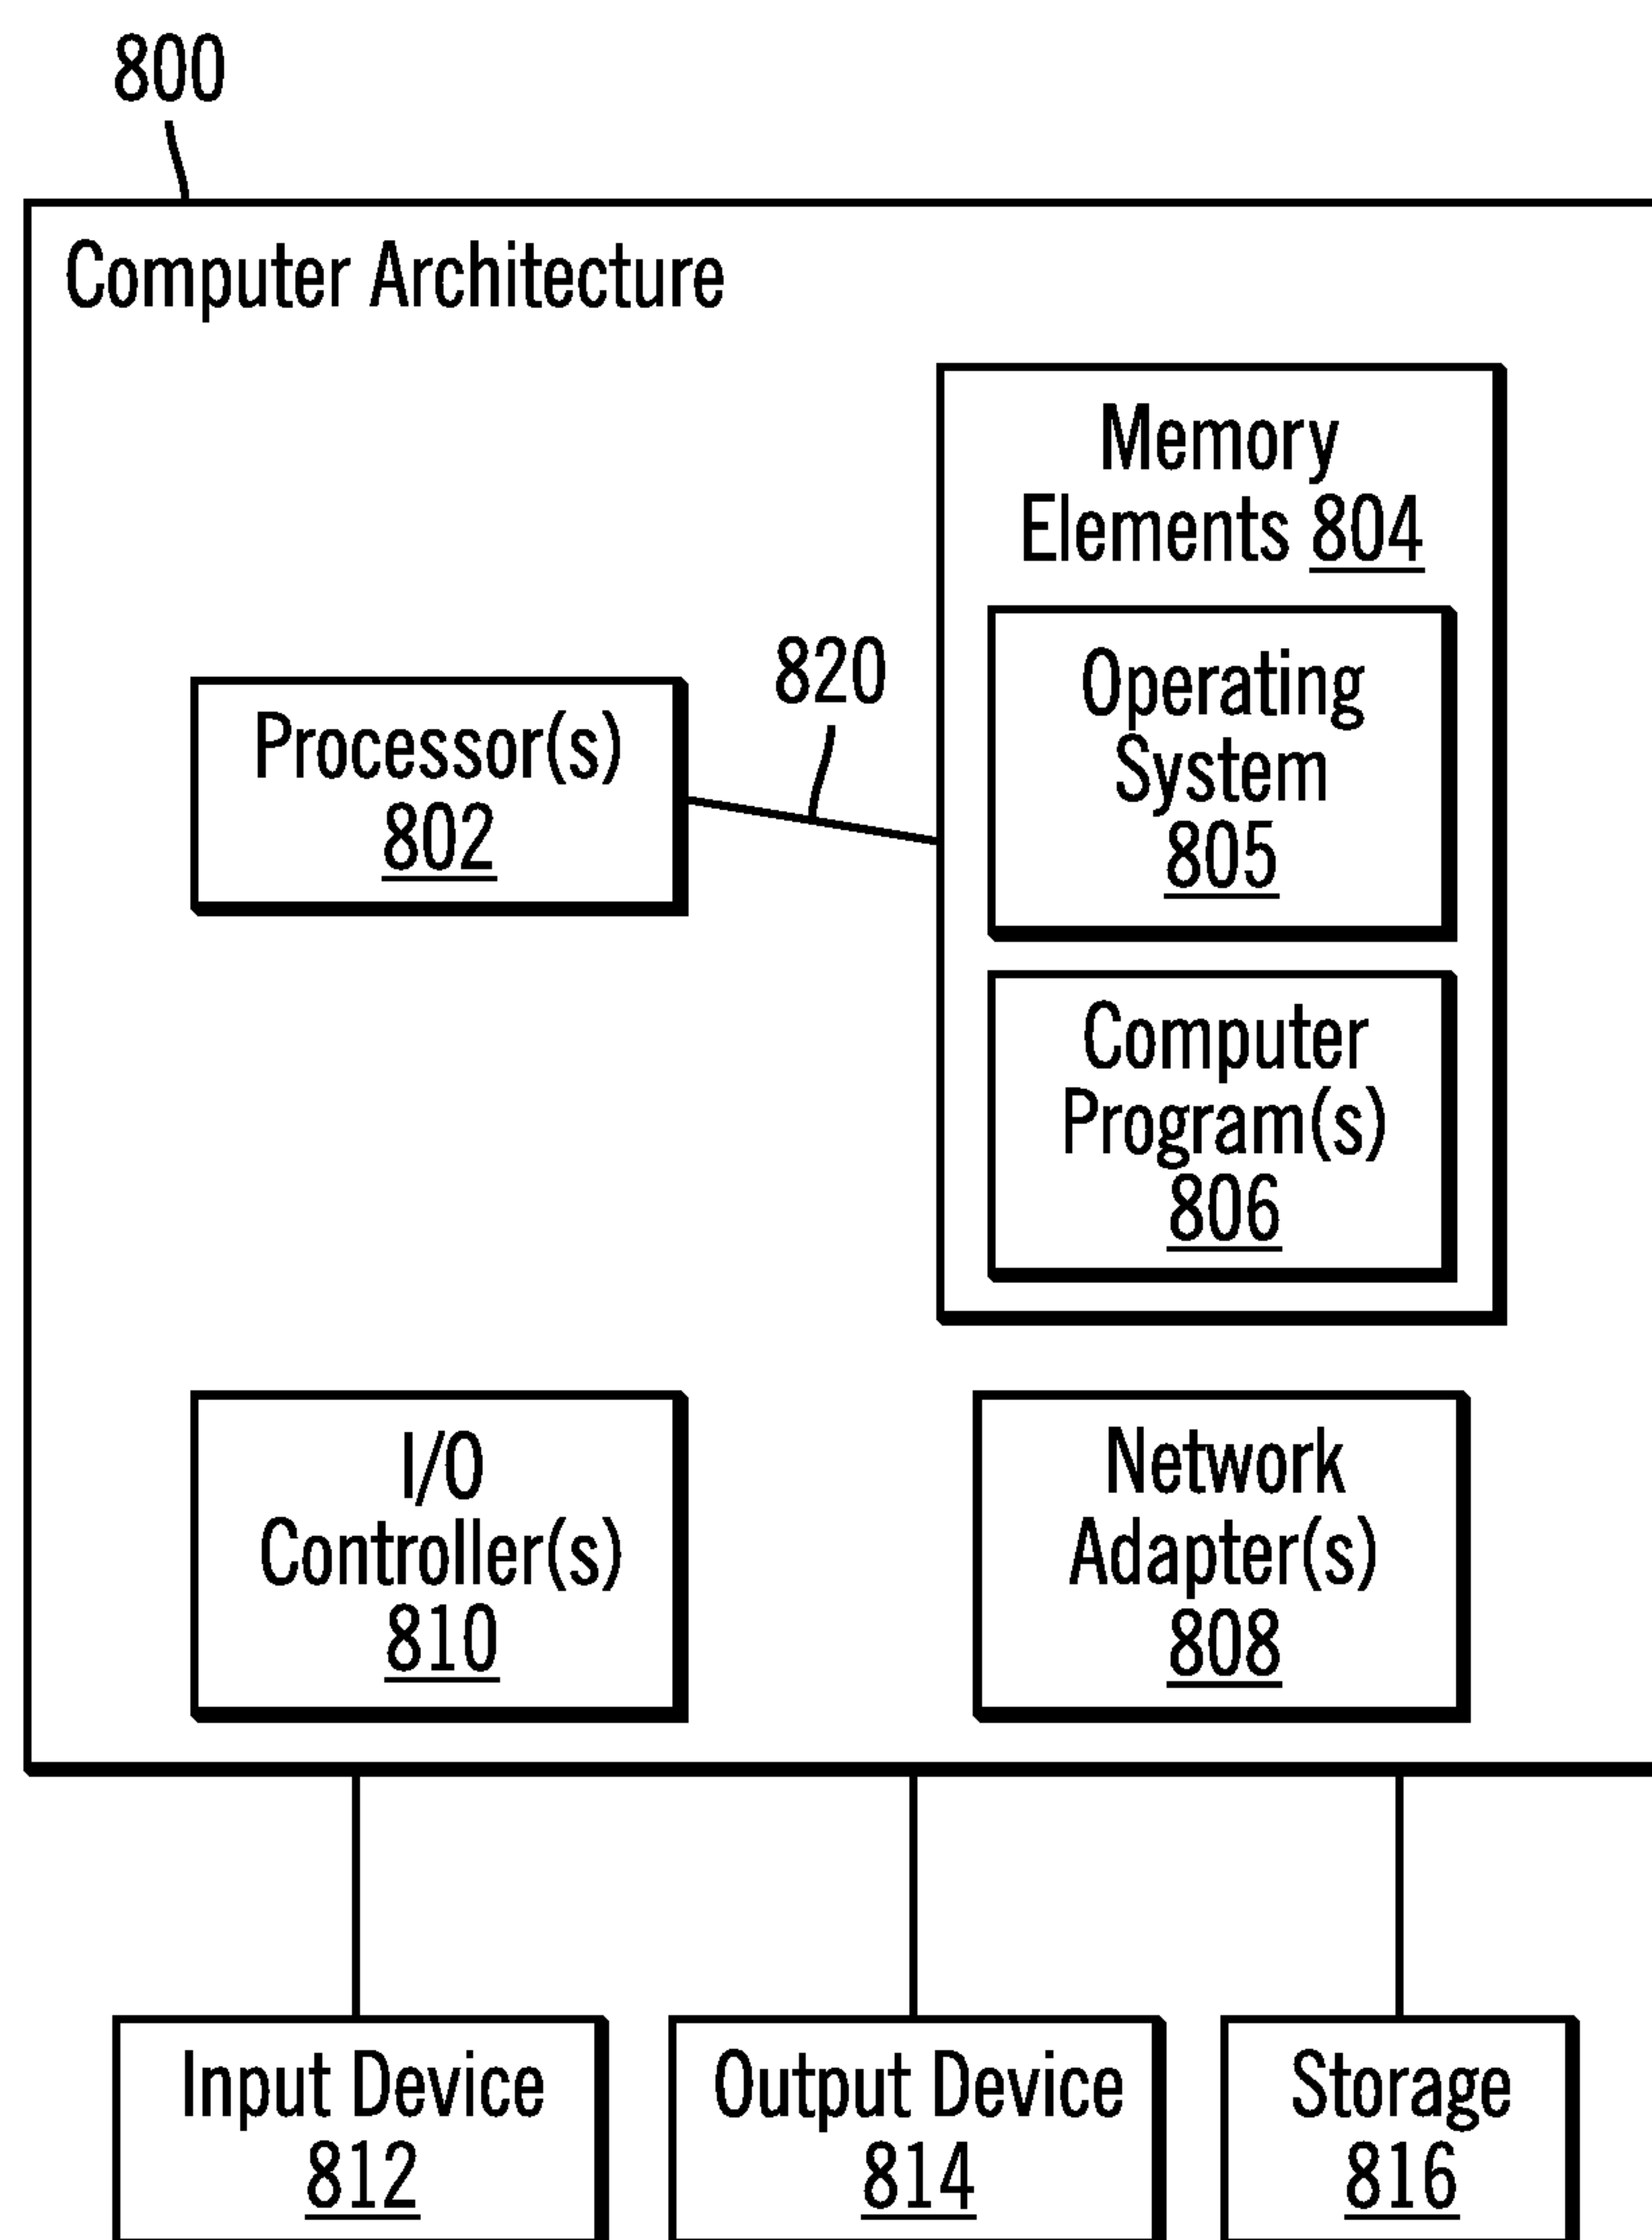 800
Computer Architecture
Memory
Elements 804
Operating
System
805
820
Processor(s)
802
Computer
Program(s)
806
I/O
Controller(s)
810
Network
Adapter(s)
808
Input Device
812
Output Device
814
Storage
816